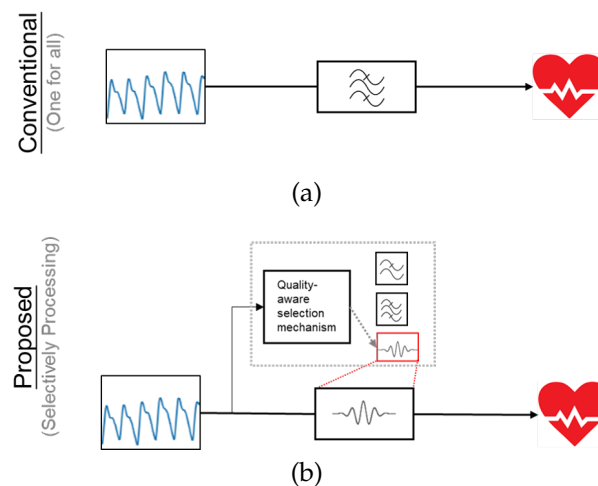 Conventional
(One for all)
(a)
Proposed
(Selectively Processing)
Quality-
aware
selection
mechanism
(b)